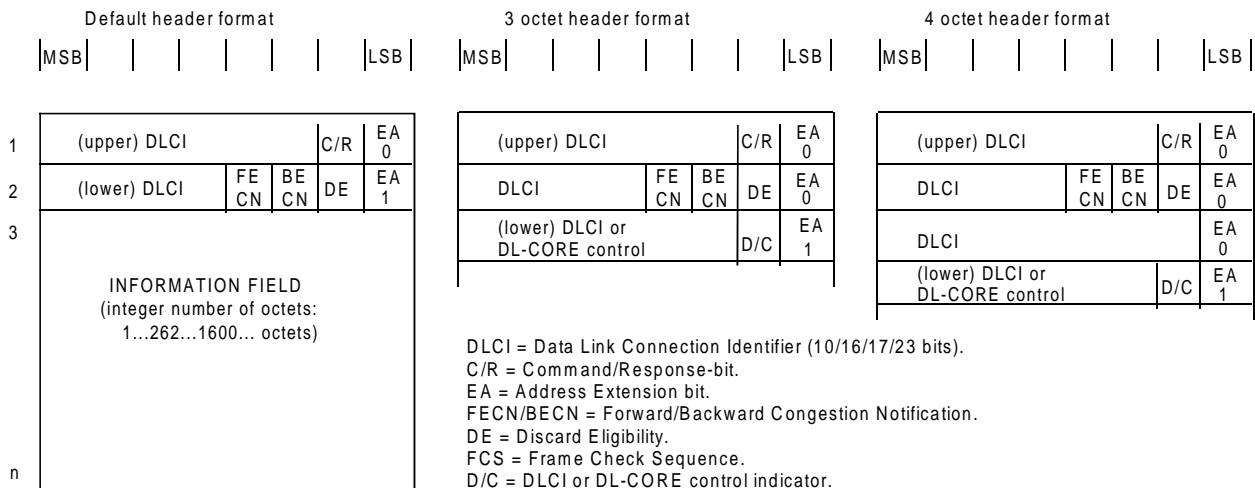 Default header format
3 octet header format
4 octet header format
MSB LSB
MSB LSB
MSB LSB
1 (upper) DLCI C/R EA 0
2 (lower) DLCI FE CN BE CN DE EA 1
3
INFORMATION FIELD
(integer number of octets:
1...262...1600... octets)
n
(upper) DLCI C/R EA 0
DLCI FE CN BE CN DE EA 0
(lower) DLCI or
DL-CORE control D/C EA 1
(upper) DLCI C/R EA 0
DLCI FE CN BE CN DE EA 0
DLCI EA 0
(lower) DLCI or
DL-CORE control D/C EA 1
DLCI = Data Link Connection Identifier (10/16/17/23 bits).
C/R = Command/Response-bit.
EA = Address Extension bit.
FECN/BECN = Forward/Backward Congestion Notification.
DE = Discard Eligibility.
FCS = Frame Check Sequence.
D/C = DLCI or DL-CORE control indicator.